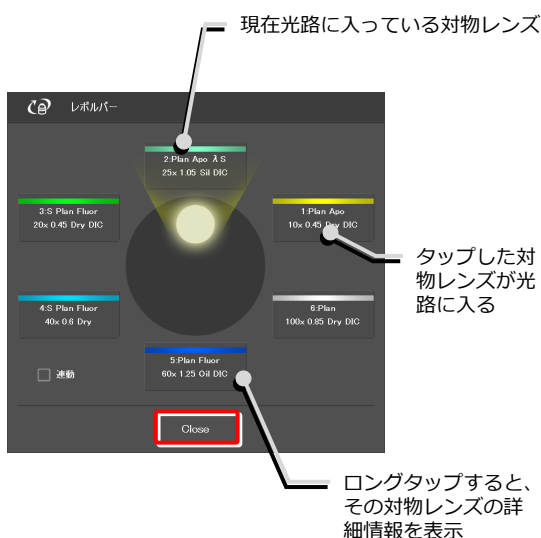 現在光路に入っている対物レンズ
レボルバー
2:Plan Apo λS
25x 1.05 Sil DIC
3:S Plan Fluor
20x 0.45 Dry DIC
1:Plan Apo
10x 0.45 Dry DIC
タップした対
物レンズが光
路に入る
4:S Plan Fluor
40x 0.6 Dry
6:Plan
100x 0.85 Dry DIC
5:Plan Fluor
60x 1.25 Oil DIC
連動
Close
ロングタップすると、
その対物レンズの詳
細情報を表示